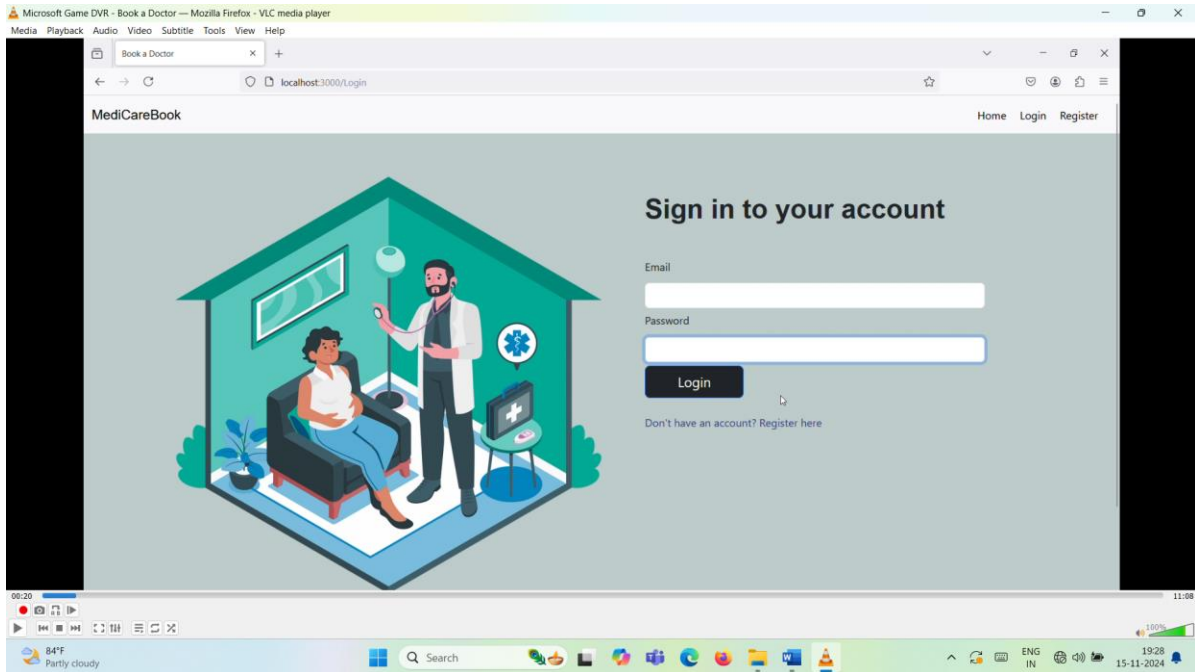 Microsoft Game DVR - Book a Doctor — Mozilla Firefox - VLC media player
Media Playback Audio Video Subtitle Tools View Help
Book a Doctor
localhost:3000/Login
MediCareBook Home Login Register
Sign in to your account
Email
Password
Login
Don't have an account? Register here
00:20 11:08
100%
84°F
Partly cloudy
Search
ENG
IN
19:28
15-11-2024